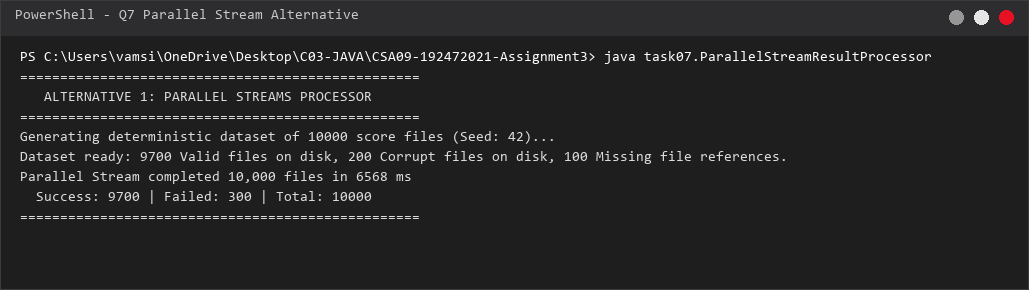 PowerShell - Q7 Parallel Stream Alternative
PS C:\Users\vamsi\OneDrive\Desktop\C03-JAVA\CSA09-192472021-Assignment3> java task07.ParallelStreamResultProcessor
==================================================
   ALTERNATIVE 1: PARALLEL STREAMS PROCESSOR
==================================================
Generating deterministic dataset of 10000 score files (Seed: 42)...
Dataset ready: 9700 Valid files on disk, 200 Corrupt files on disk, 100 Missing file references.
Parallel Stream completed 10,000 files in 6568 ms
  Success: 9700 | Failed: 300 | Total: 10000
==================================================